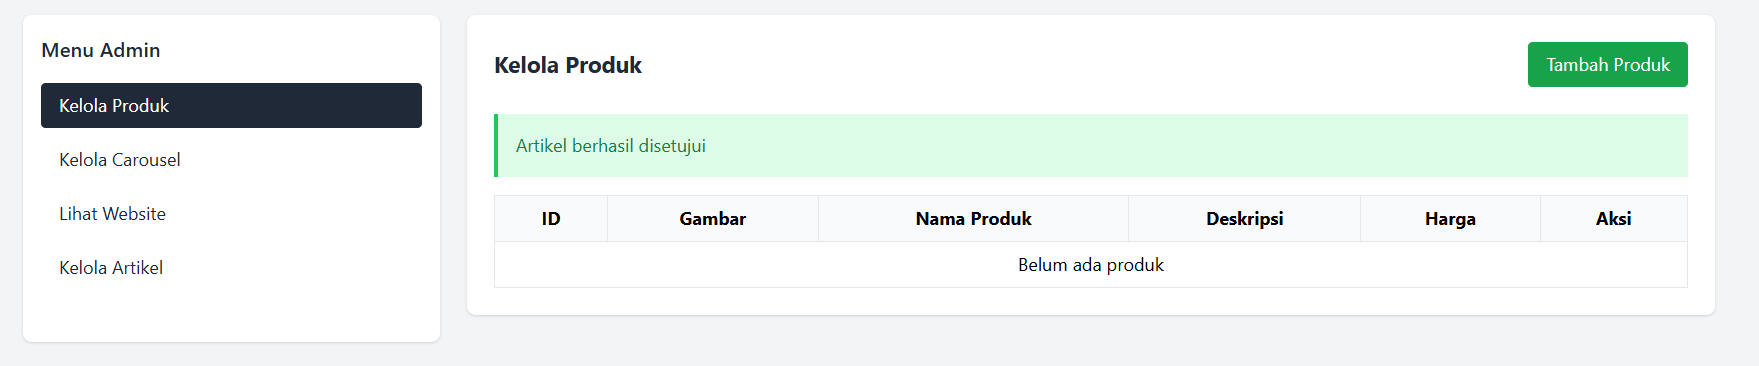 Menu Admin
Kelola Produk
Kelola Carousel
Lihat Website
Kelola Artikel
Kelola Produk
Tambah Produk
Artikel berhasil disetujui
ID Gambar Nama Produk Deskripsi Harga Aksi
Belum ada produk